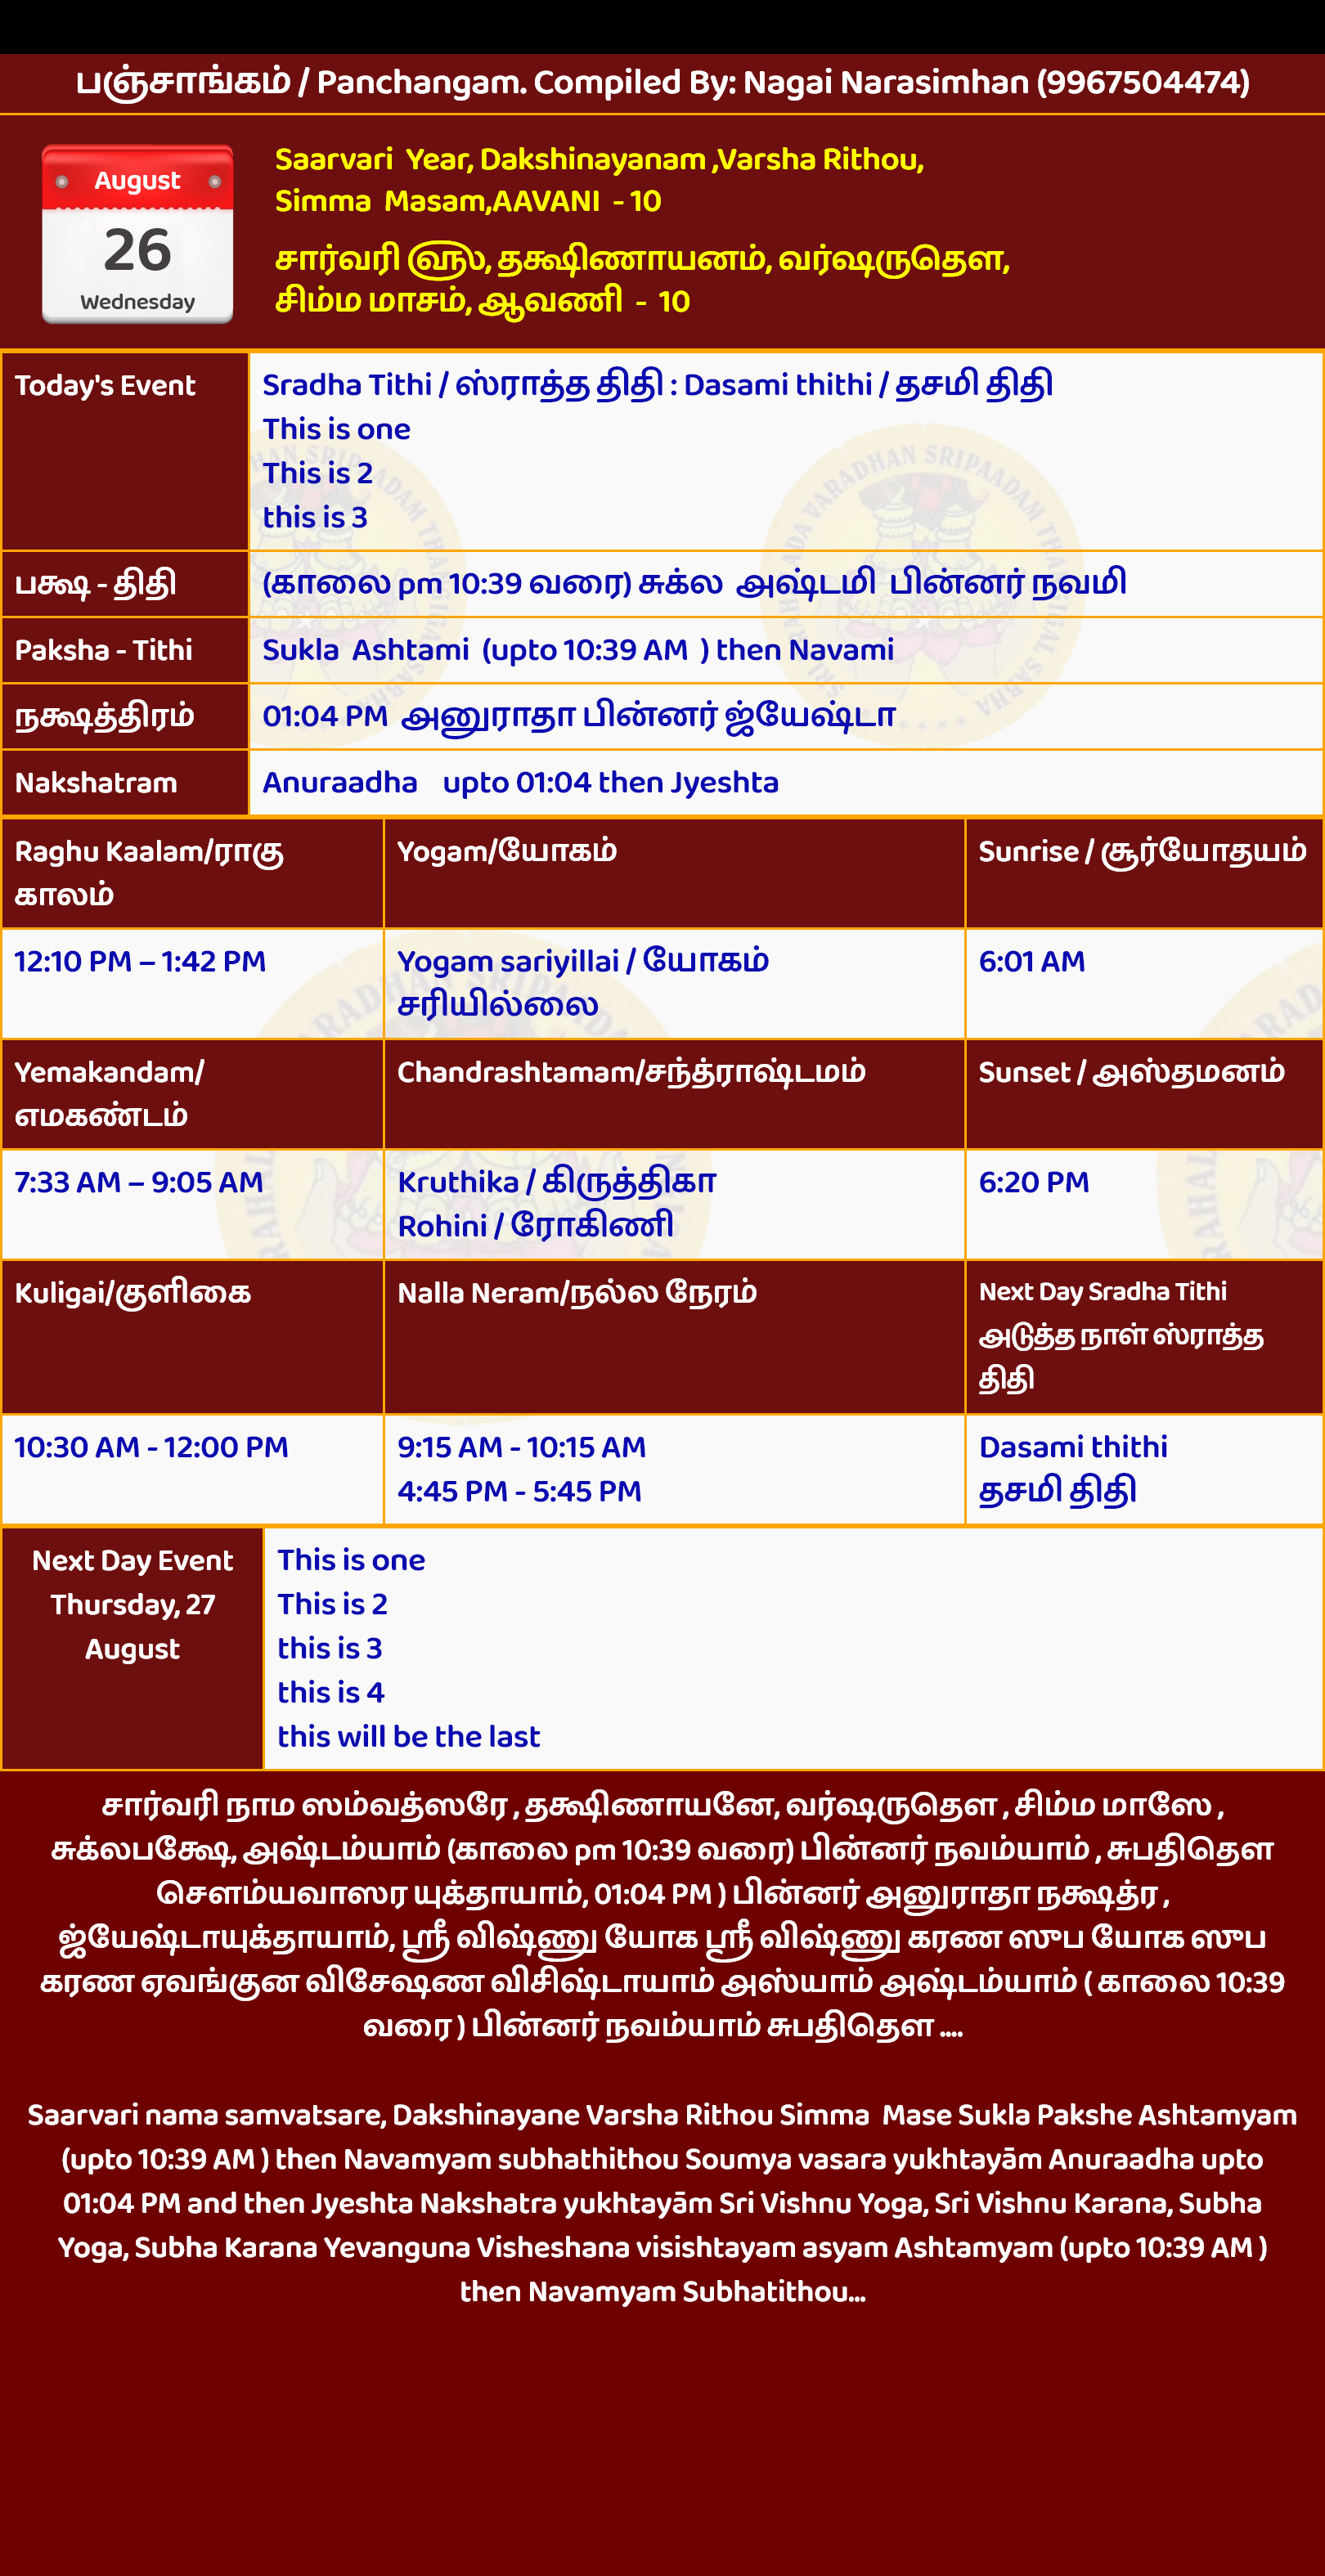 பஞ்சாங்கம் / Panchangam. Compiled By: Nagai Narasimhan (9967504474)
August
26
Wednesday
Saarvari Year, Dakshinayanam ,Varsha Rithou,
Simma Masam,AAVANI - 10
சார்வரி ௵, தக்ஷிணாயனம், வர்ஷருதௌ,
சிம்ம மாசம், ஆவணி - 10
Today's Event
Sradha Tithi / ஸ்ராத்த திதி : Dasami thithi / தசமி திதி
This is one
This is 2
this is 3
பக்ஷ - திதி
(காலை pm 10:39 வரை) சுக்ல அஷ்டமி பின்னர் நவமி
Paksha - Tithi
Sukla Ashtami (upto 10:39 AM ) then Navami
நக்ஷத்திரம்
01:04 PM அனுராதா பின்னர் ஜ்யேஷ்டா
Nakshatram
Anuraadha upto 01:04 then Jyeshta
Raghu Kaalam/ராகு
காலம்
Yogam/யோகம்
Sunrise / சூர்யோதயம்
12:10 PM – 1:42 PM
Yogam sariyillai / யோகம்
சரியில்லை
6:01 AM
Yemakandam/
எமகண்டம்
Chandrashtamam/சந்த்ராஷ்டமம்
Sunset / அஸ்தமனம்
7:33 AM – 9:05 AM
Kruthika / கிருத்திகா
Rohini / ரோகிணி
6:20 PM
Kuligai/குளிகை
Nalla Neram/நல்ல நேரம்
Next Day Sradha Tithi
அடுத்த நாள் ஸ்ராத்த
திதி
10:30 AM - 12:00 PM
9:15 AM - 10:15 AM
4:45 PM - 5:45 PM
Dasami thithi
தசமி திதி
Next Day Event
Thursday, 27
August
This is one
This is 2
this is 3
this is 4
this will be the last
சார்வரி நாம ஸம்வத்ஸரே , தக்ஷிணாயனே, வர்ஷருதௌ , சிம்ம மாஸே ,
சுக்லபக்ஷே, அஷ்டம்யாம் (காலை pm 10:39 வரை) பின்னர் நவம்யாம் , சுபதிதௌ
சௌம்யவாஸர யுக்தாயாம், 01:04 PM ) பின்னர் அனுராதா நக்ஷத்ர ,
ஜ்யேஷ்டாயுக்தாயாம், ஸ்ரீ விஷ்ணு யோக ஸ்ரீ விஷ்ணு கரண ஸுப யோக ஸுப
கரண ஏவங்குன விசேஷண விசிஷ்டாயாம் அஸ்யாம் அஷ்டம்யாம் ( காலை 10:39
வரை ) பின்னர் நவம்யாம் சுபதிதௌ ....
Saarvari nama samvatsare, Dakshinayane Varsha Rithou Simma Mase Sukla Pakshe Ashtamyam
(upto 10:39 AM ) then Navamyam subhathithou Soumya vasara yukhtayām Anuraadha upto
01:04 PM and then Jyeshta Nakshatra yukhtayām Sri Vishnu Yoga, Sri Vishnu Karana, Subha
Yoga, Subha Karana Yevanguna Visheshana visishtayam asyam Ashtamyam (upto 10:39 AM )
then Navamyam Subhatithou...